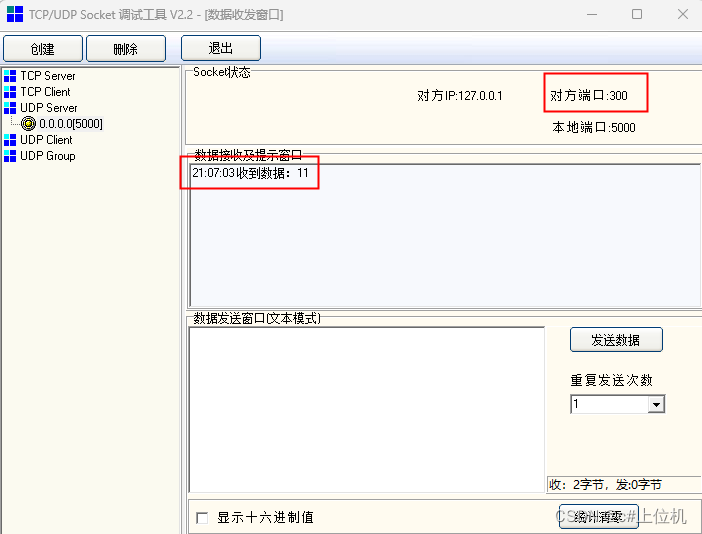 TCP/UDP Socket 调试工具 V2.2 - [数据收发窗口]
创建 删除 退出
TCP Server
TCP Client
UDP Server
0.0.0.0[5000]
UDP Client
UDP Group
Socket状态
对方IP:127.0.0.1 对方端口:300
本地端口:5000
数据接收及提示窗口
21:07:03 收到数据：11
数据发送窗口(文本模式)
发送数据
重复发送次数
1
收：2字节，发:0字节
显示十六进制值
统计清零